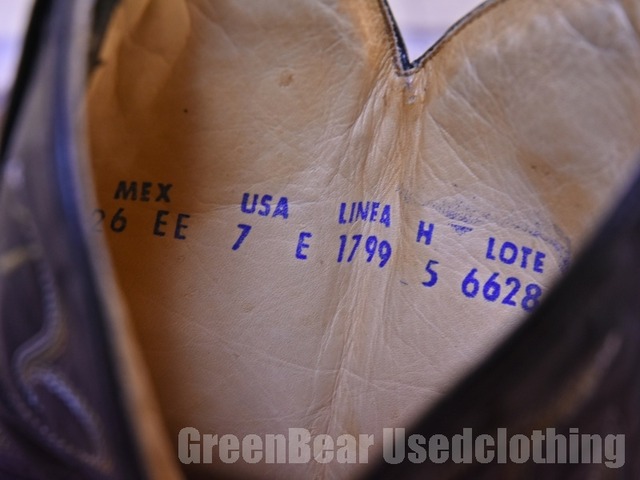 MEX USA LINEA H LOTE
26 EE 7 E 1799 5 6628
GreenBear Usedclothing